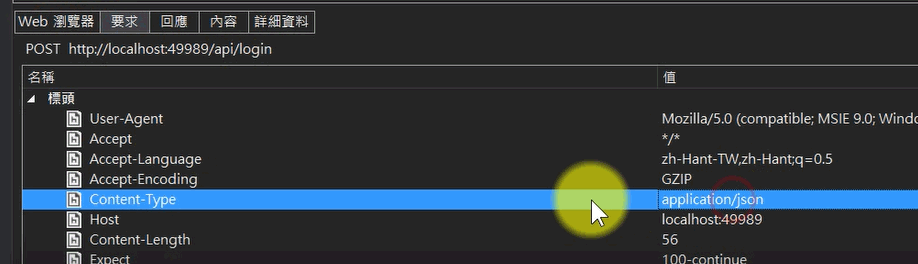 Web 瀏覽器 要求 回應 內容 詳細資料
POST http://localhost:49989/api/login
名稱 值
標頭
User-Agent Mozilla/5.0 (compatible; MSIE 9.0; Windo
Accept */*
Accept-Language zh-Hant-TW,zh-Hant;q=0.5
Accept-Encoding GZIP
Content-Type application/json
Host localhost:49989
Content-Length 56
Expect 100-continue